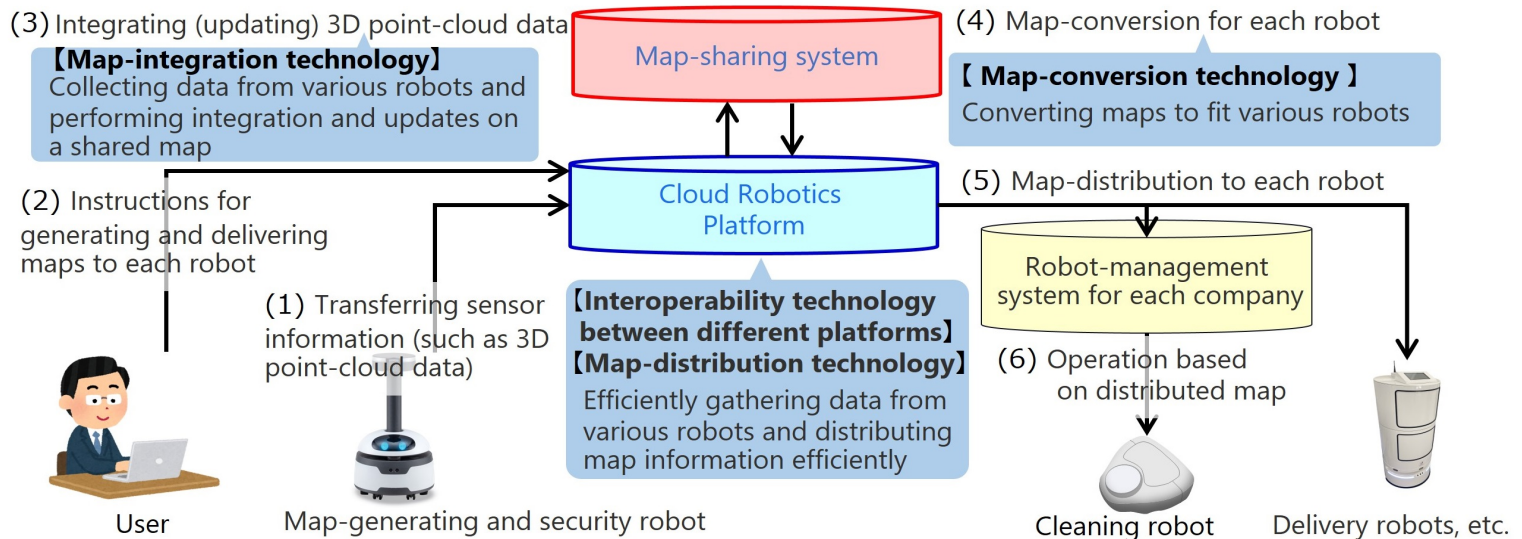 (3) Integrating (updating) 3D point-cloud data
【Map-integration technology】
Collecting data from various robots and
performing integration and updates on
a shared map
Map-sharing system
(4) Map-conversion for each robot
【 Map-conversion technology 】
Converting maps to fit various robots
(2) Instructions for
generating and delivering
maps to each robot
Cloud Robotics
Platform
(5) Map-distribution to each robot
Robot-management
system for each company
(1) Transferring sensor
information (such as 3D
point-cloud data)
【Interoperability technology
between different platforms】
【Map-distribution technology】
Efficiently gathering data from
various robots and distributing
map information efficiently
(6) Operation based
on distributed map
User
Map-generating and security robot
Cleaning robot
Delivery robots, etc.